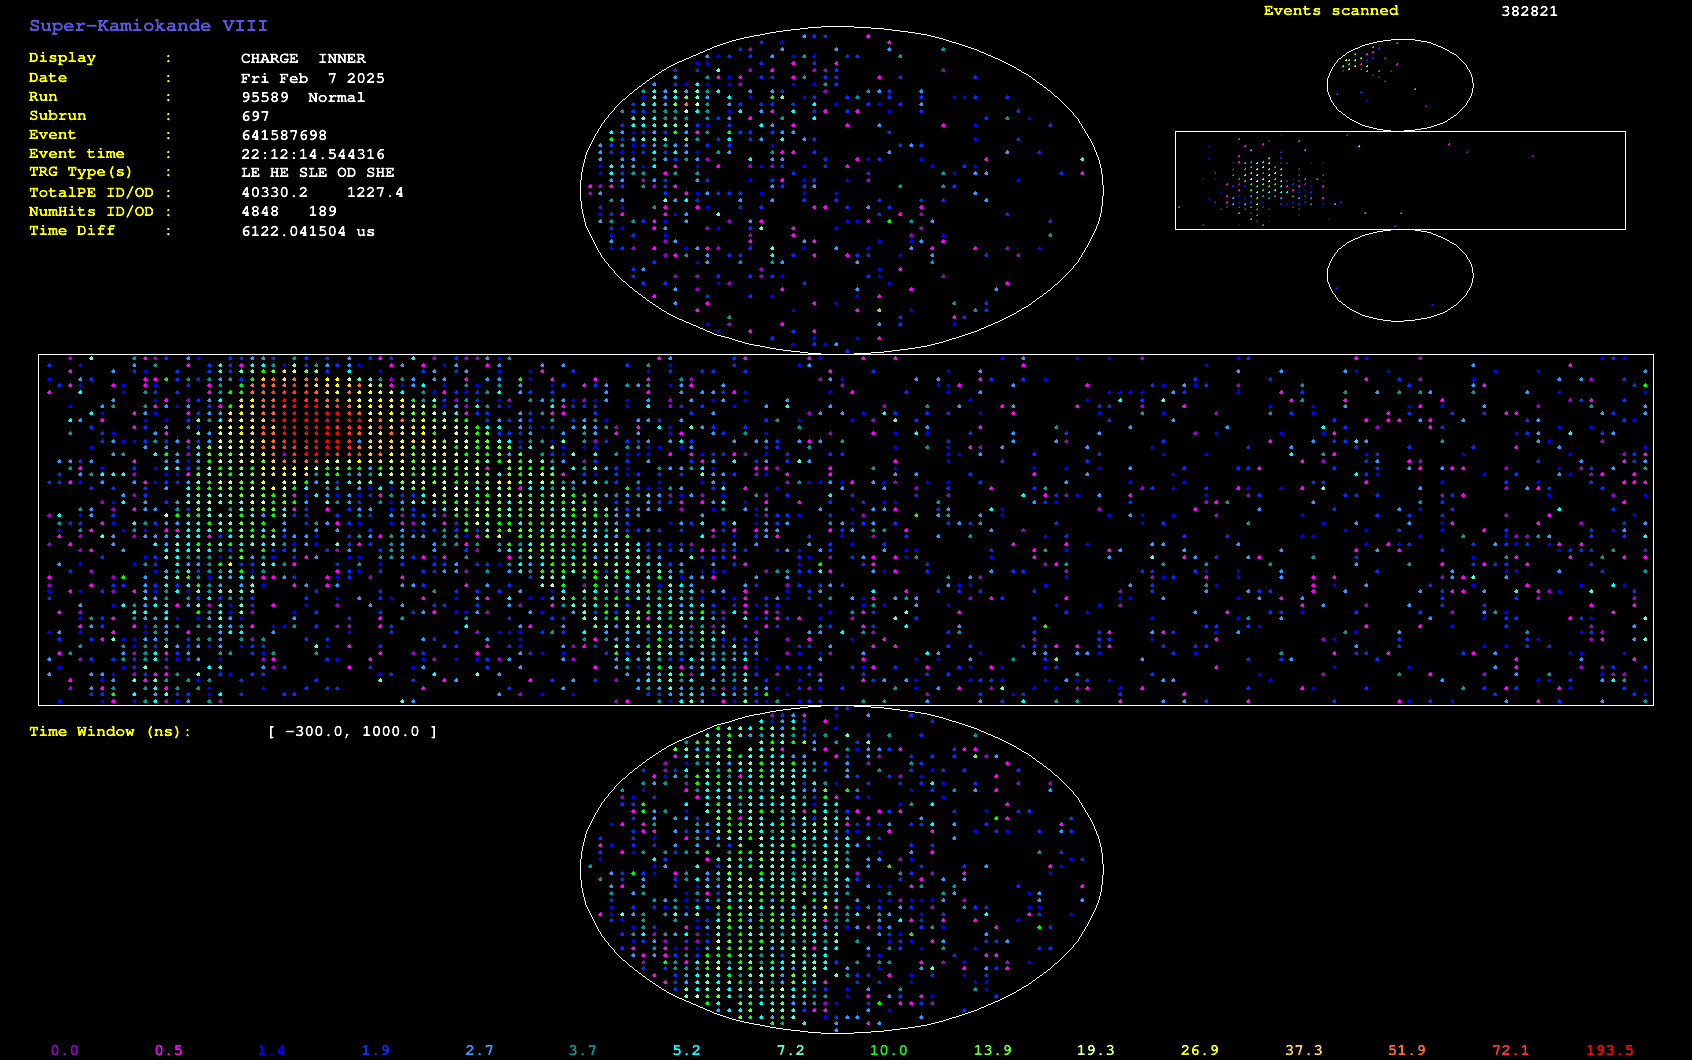 Super-Kamiokande VIII
Display : CHARGE INNER
Date : Fri Feb 7 2025
Run : 95589 Normal
Subrun : 697
Event : 641587698
Event time : 22:12:14.544316
TRG Type(s) : LE HE SLE OD SHE
TotalPE ID/OD : 40330.2 1227.4
NumHits ID/OD : 4848 189
Time Diff : 6122.041504 us
Events scanned 382821
Time Window (ns): [ -300.0, 1000.0 ]
0.0 0.5 1.4 1.9 2.7 3.7 5.2 7.2 10.0 13.9 19.3 26.9 37.3 51.9 72.1 193.5